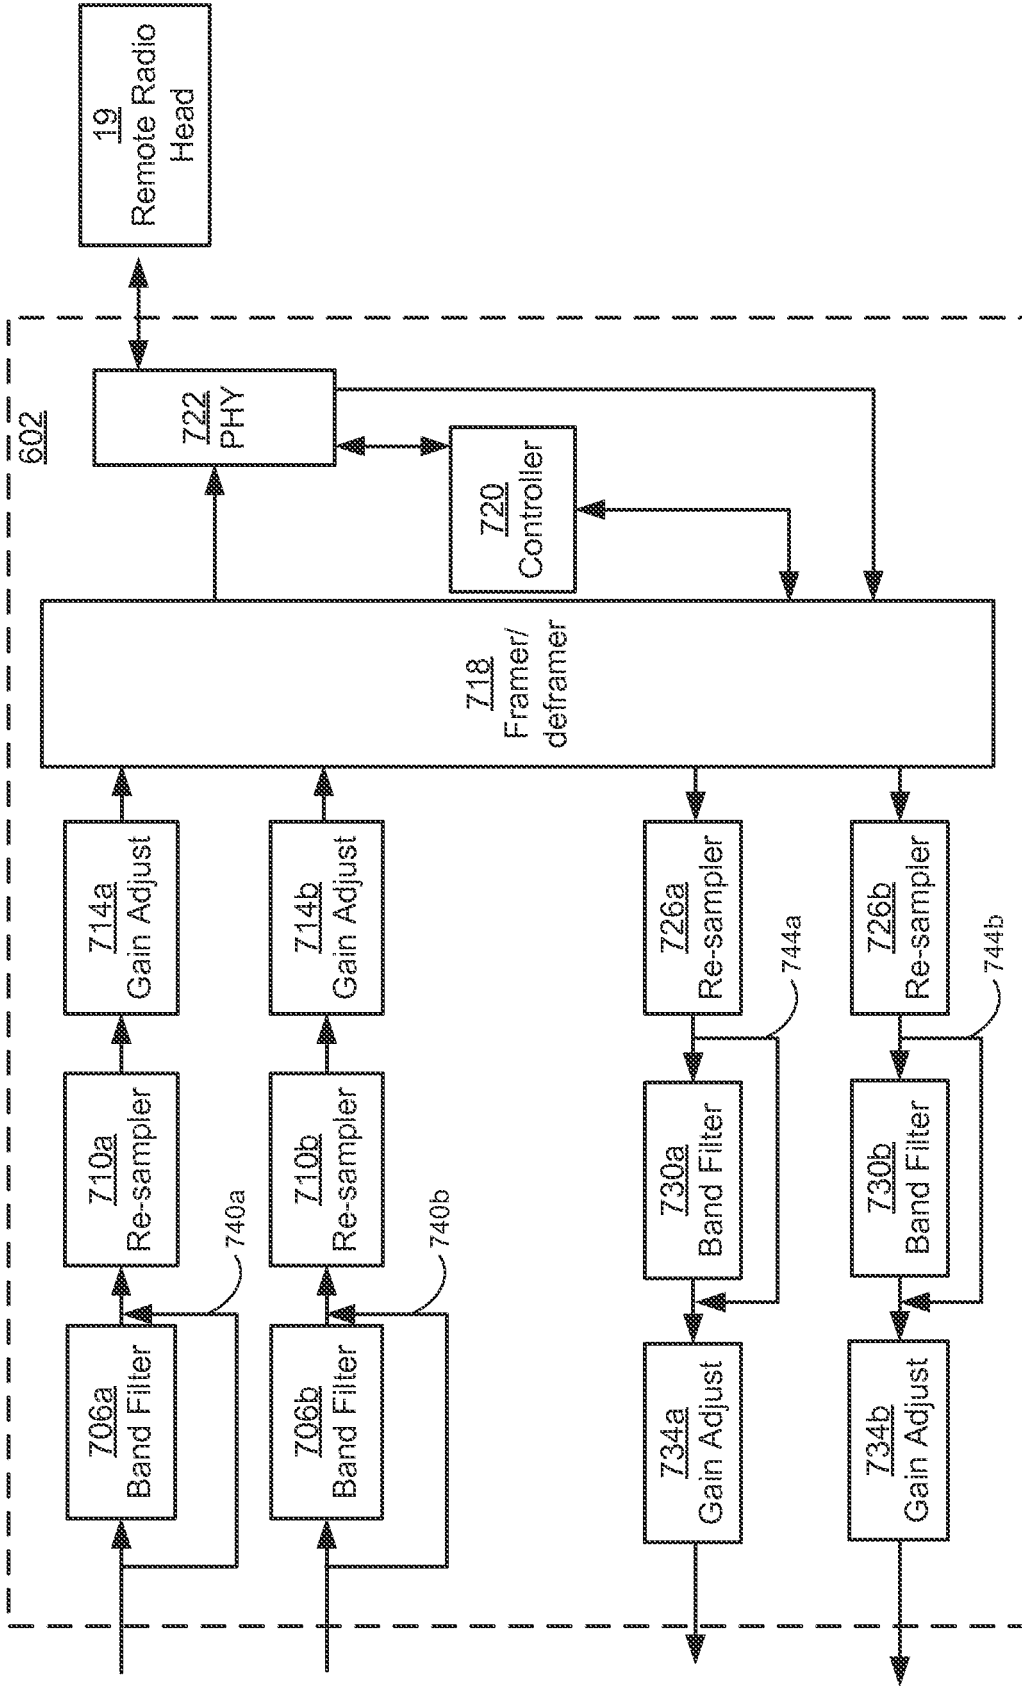 602
706a
Band Filter
740a
710a
Re-sampler
714a
Gain Adjust
706b
Band Filter
740b
710b
Re-sampler
714b
Gain Adjust
718
Framer/
deframer
722
PHY
720
Controller
19
Remote Radio
Head
734a
Gain Adjust
730a
Band Filter
744a
726a
Re-sampler
734b
Gain Adjust
730b
Band Filter
744b
726b
Re-sampler